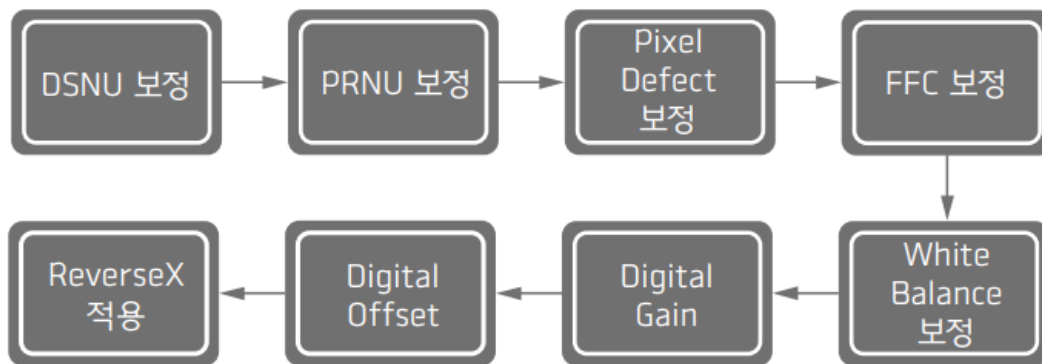 DSNU 보정
PRNU 보정
Pixel
Defect
보정
FFC 보정
White
Balance
보정
Digital
Gain
Digital
Offset
ReverseX
적용